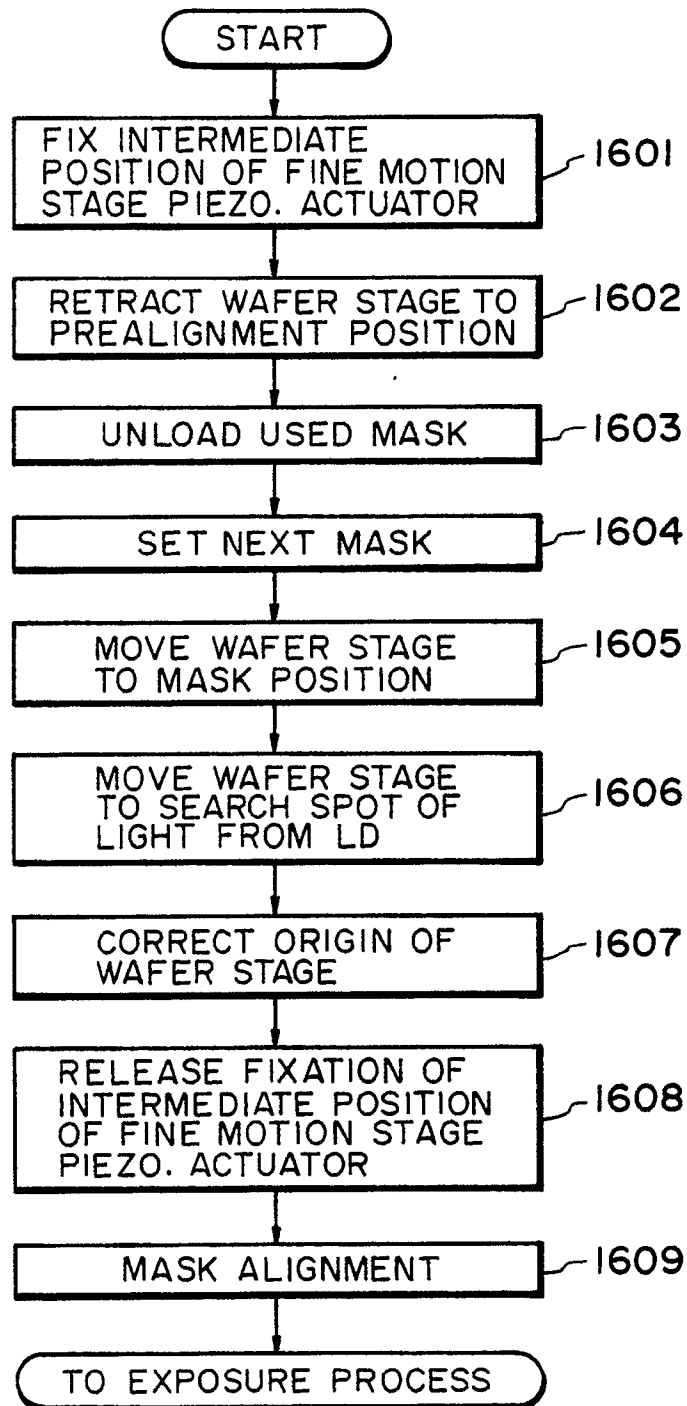 START
FIX INTERMEDIATE
POSITION OF FINE MOTION
STAGE PIEZO. ACTUATOR
1601
RETRACT WAFER STAGE TO
PREALIGNMENT POSITION
1602
UNLOAD USED MASK
1603
SET NEXT MASK
1604
MOVE WAFER STAGE
TO MASK POSITION
1605
MOVE WAFER STAGE
TO SEARCH SPOT OF
LIGHT FROM LD
1606
CORRECT ORIGIN OF
WAFER STAGE
1607
RELEASE FIXATION OF
INTERMEDIATE POSITION
OF FINE MOTION STAGE
PIEZO. ACTUATOR
1608
MASK ALIGNMENT
1609
TO EXPOSURE PROCESS